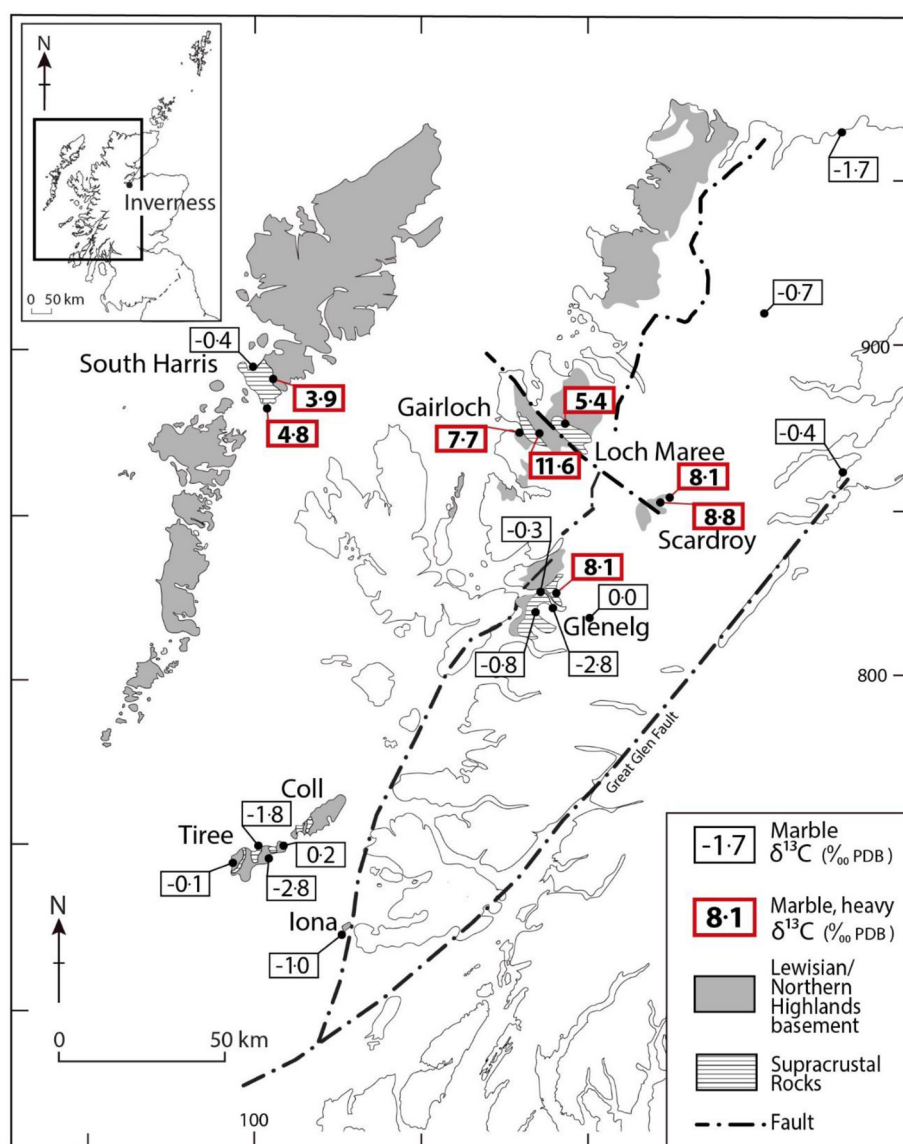 N
Inverness
0 50 km
-1·7
-0·7
900
-0·4
South Harris
3·9
4·8
5·4
Gairloch
7·7
11·6
Loch Maree
-0·4
8·1
8·8
Scardroy
-0·3
8·1
0·0
Glenelg
-0·8
-2·8
800
Great Glen Fault
Coll
-1·8
Tiree
0·2
-0·1
-2·8
Iona
-1·0
N
0 50 km
100
-1·7 Marble
δ¹³C (‰ PDB)
8·1 Marble, heavy
δ¹³C (‰ PDB)
Lewisian/
Northern
Highlands
basement
Supracrustal
Rocks
Fault